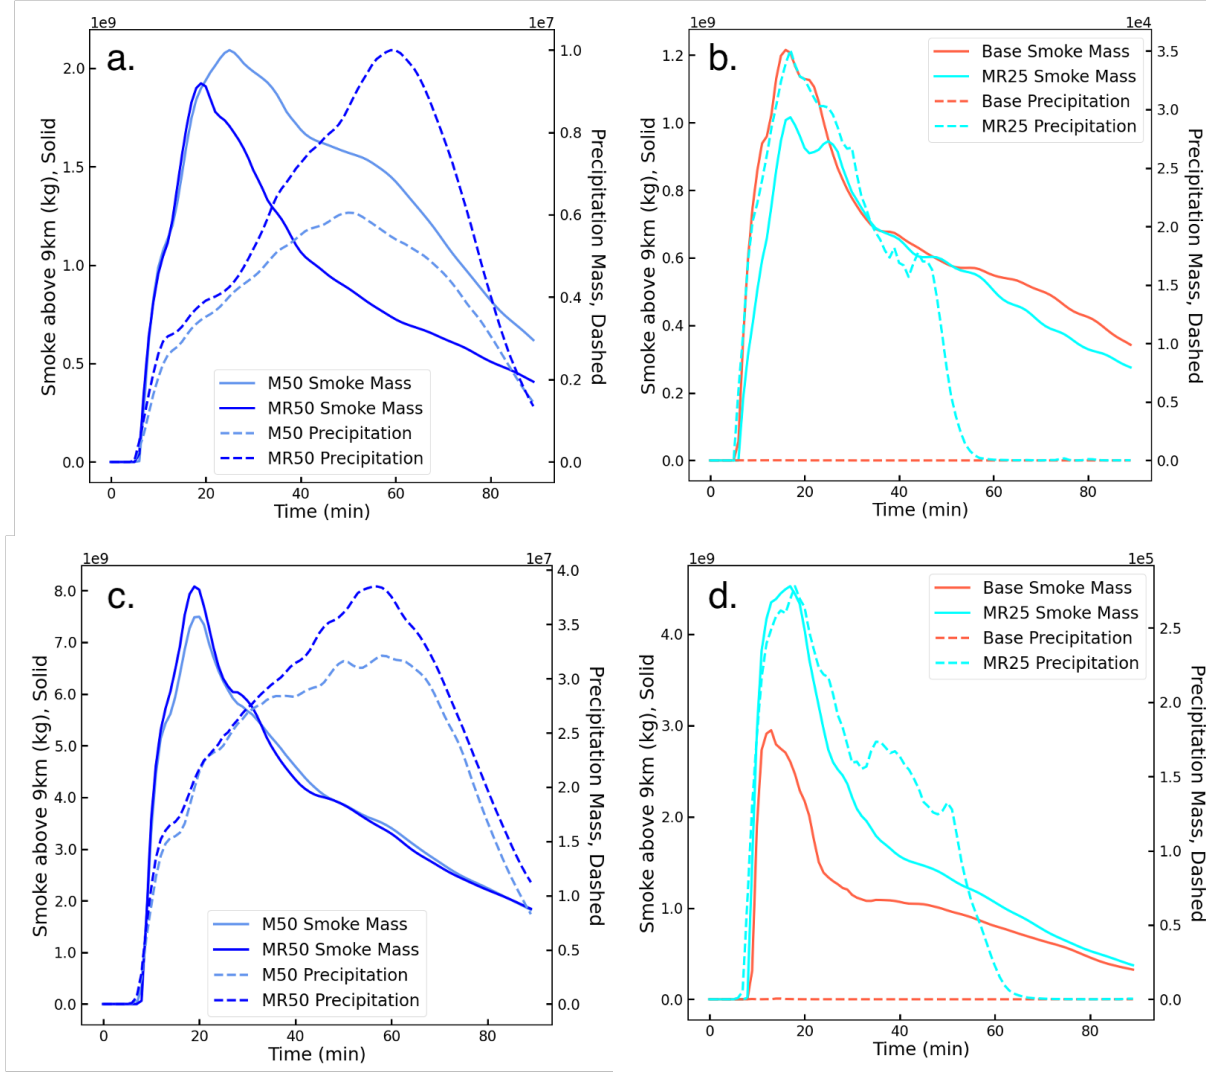 1e9
1e7
a.
2.0
1.5
1.0
0.5
0.0
1.0
0.8
0.6
0.4
0.2
0.0
Smoke above 9km (kg), Solid
Precipitation Mass, Dashed
M50 Smoke Mass
MR50 Smoke Mass
M50 Precipitation
MR50 Precipitation
0 20 40 60 80
Time (min)
1e9
1e4
b.
1.2
1.0
0.8
0.6
0.4
0.2
0.0
3.5
3.0
2.5
2.0
1.5
1.0
0.5
0.0
Smoke above 9km (kg), Solid
Precipitation Mass, Dashed
Base Smoke Mass
MR25 Smoke Mass
Base Precipitation
MR25 Precipitation
0 20 40 60 80
Time (min)
1e9
1e7
c.
8.0
7.0
6.0
5.0
4.0
3.0
2.0
1.0
0.0
4.0
3.5
3.0
2.5
2.0
1.5
1.0
0.5
0.0
Smoke above 9km (kg), Solid
Precipitation Mass, Dashed
M50 Smoke Mass
MR50 Smoke Mass
M50 Precipitation
MR50 Precipitation
0 20 40 60 80
Time (min)
1e9
1e5
d.
4.0
3.0
2.0
1.0
0.0
2.5
2.0
1.5
1.0
0.5
0.0
Smoke above 9km (kg), Solid
Precipitation Mass, Dashed
Base Smoke Mass
MR25 Smoke Mass
Base Precipitation
MR25 Precipitation
0 20 40 60 80
Time (min)